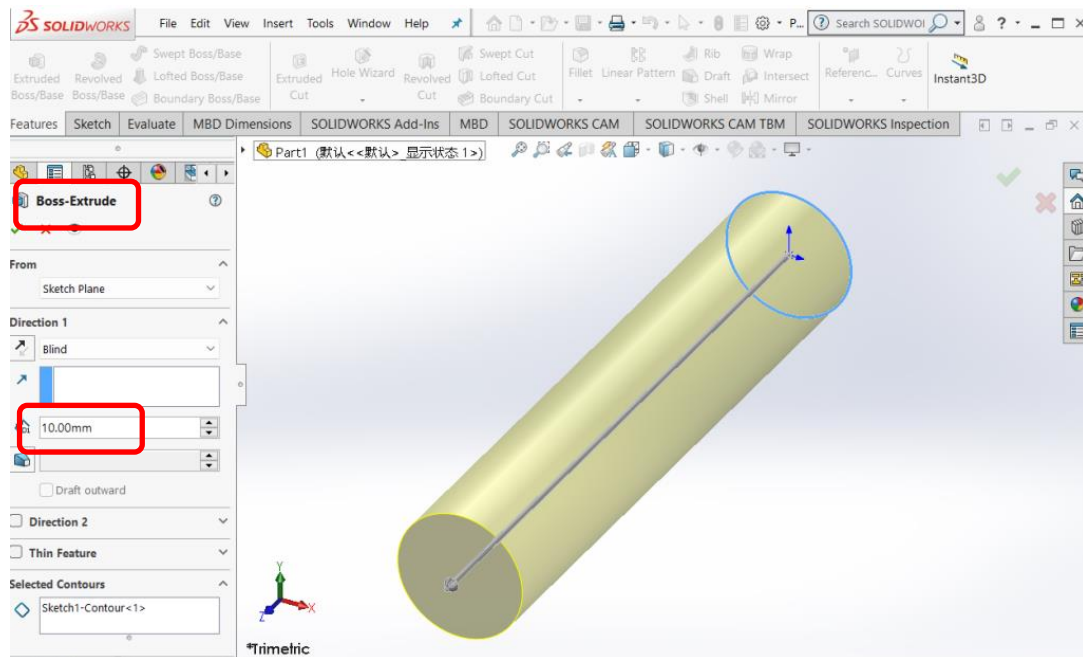 SOLIDWORKS File Edit View Insert Tools Window Help P... Search SOLIDWOI ?
Extruded Boss/Base
Revolved Boss/Base
Swept Boss/Base
Lofted Boss/Base
Boundary Boss/Base
Extruded Cut
Hole Wizard
Revolved Cut
Swept Cut
Lofted Cut
Boundary Cut
Fillet
Linear Pattern
Rib
Draft
Shell
Wrap
Intersect
Mirror
Referenc...
Curves
Instant3D
Features Sketch Evaluate MBD Dimensions SOLIDWORKS Add-Ins MBD SOLIDWORKS CAM SOLIDWORKS CAM TBM SOLIDWORKS Inspection
Part1 (默认<<默认>_显示状态 1>)
Boss-Extrude
From
Sketch Plane
Direction 1
Blind
10.00mm
Draft outward
Direction 2
Thin Feature
Selected Contours
Sketch1-Contour<1>
Y
X
Z
*Trimetric